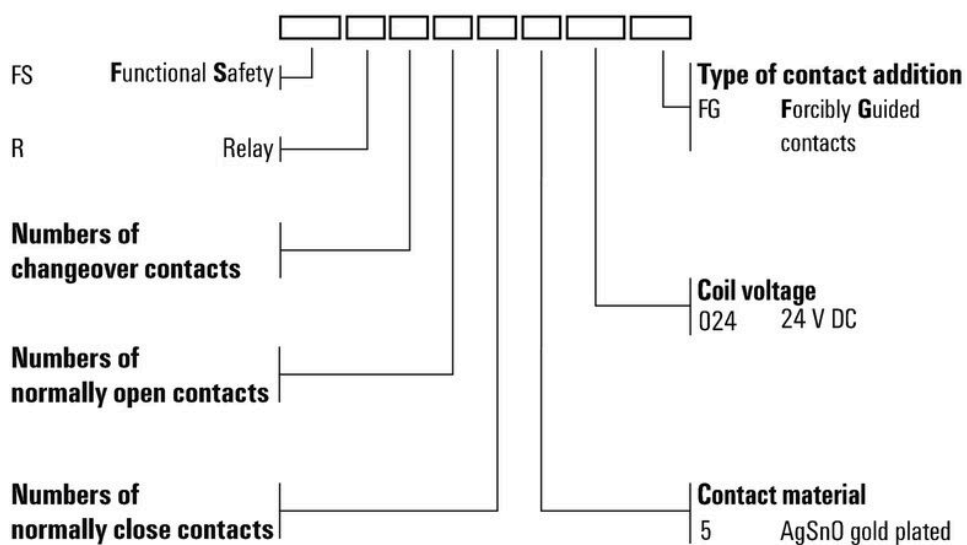 FS Functional Safety
R Relay
Numbers of
changeover contacts
Numbers of
normally open contacts
Numbers of
normally close contacts
Type of contact addition
FG Forcibly Guided
contacts
Coil voltage
024 24 V DC
Contact material
5 AgSnO gold plated